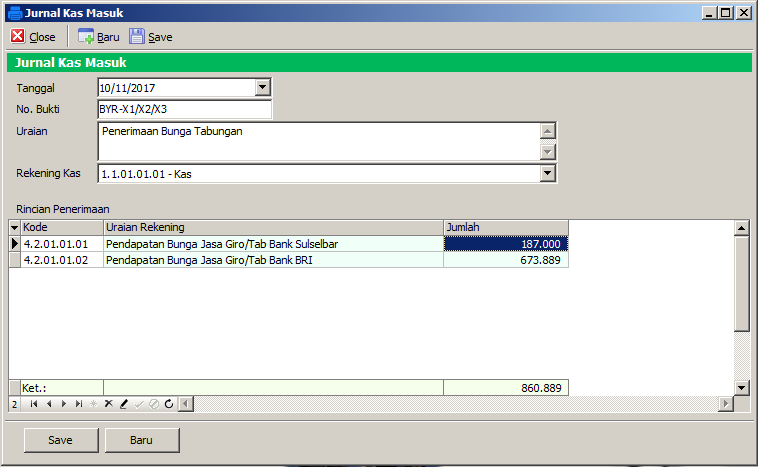 Jurnal Kas Masuk
Close Baru Save
Jurnal Kas Masuk
Tanggal 10/11/2017
No. Bukti BYR-X1/X2/X3
Uraian Penerimaan Bunga Tabungan
Rekening Kas 1.1.01.01.01 - Kas
Rincian Penerimaan
Kode Uraian Rekening Jumlah
4.2.01.01.01 Pendapatan Bunga Jasa Giro/Tab Bank Sulselbar 187.000
4.2.01.01.02 Pendapatan Bunga Jasa Giro/Tab Bank BRI 673.889
Ket.: 860.889
2
Save Baru